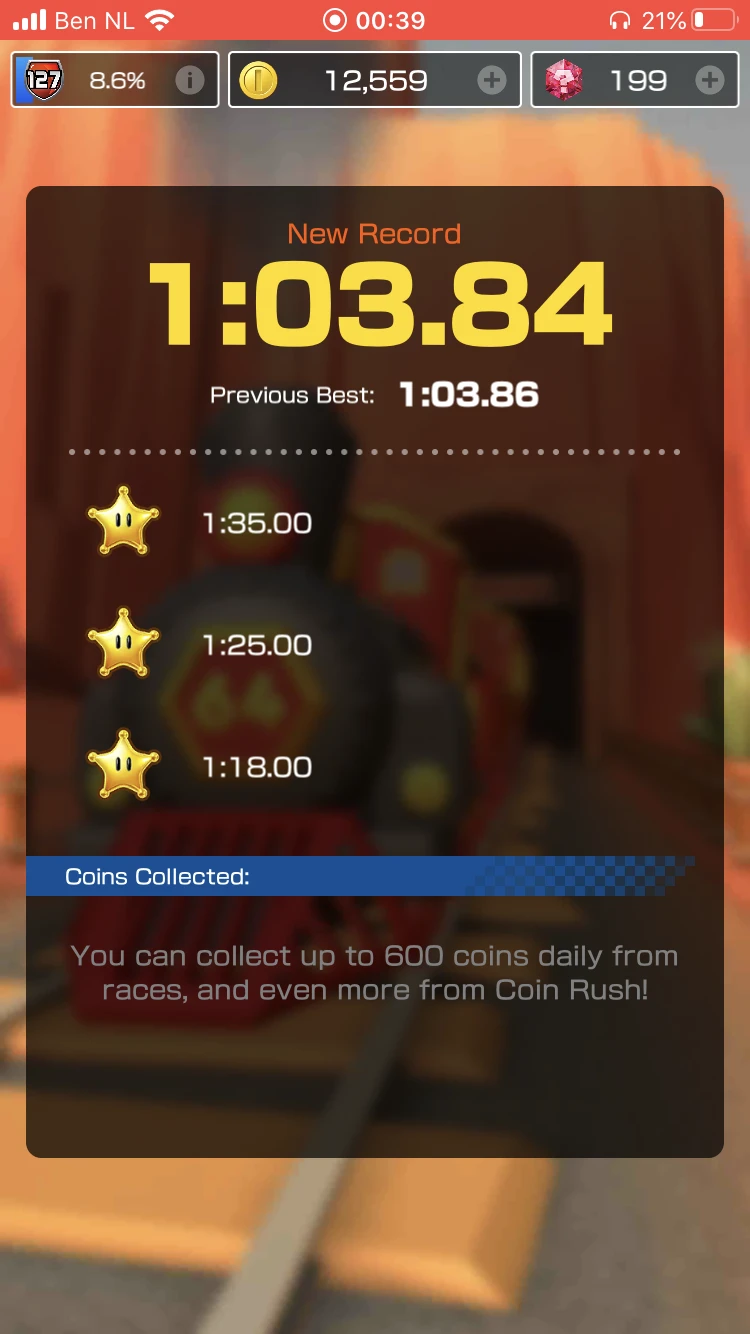 Ben NL 00:39 21%
127 8.6% i 12,559 199
New Record
1:03.84
Previous Best: 1:03.86
1:35.00
1:25.00
64
1:18.00
Coins Collected:
You can collect up to 600 coins daily from
races, and even more from Coin Rush!